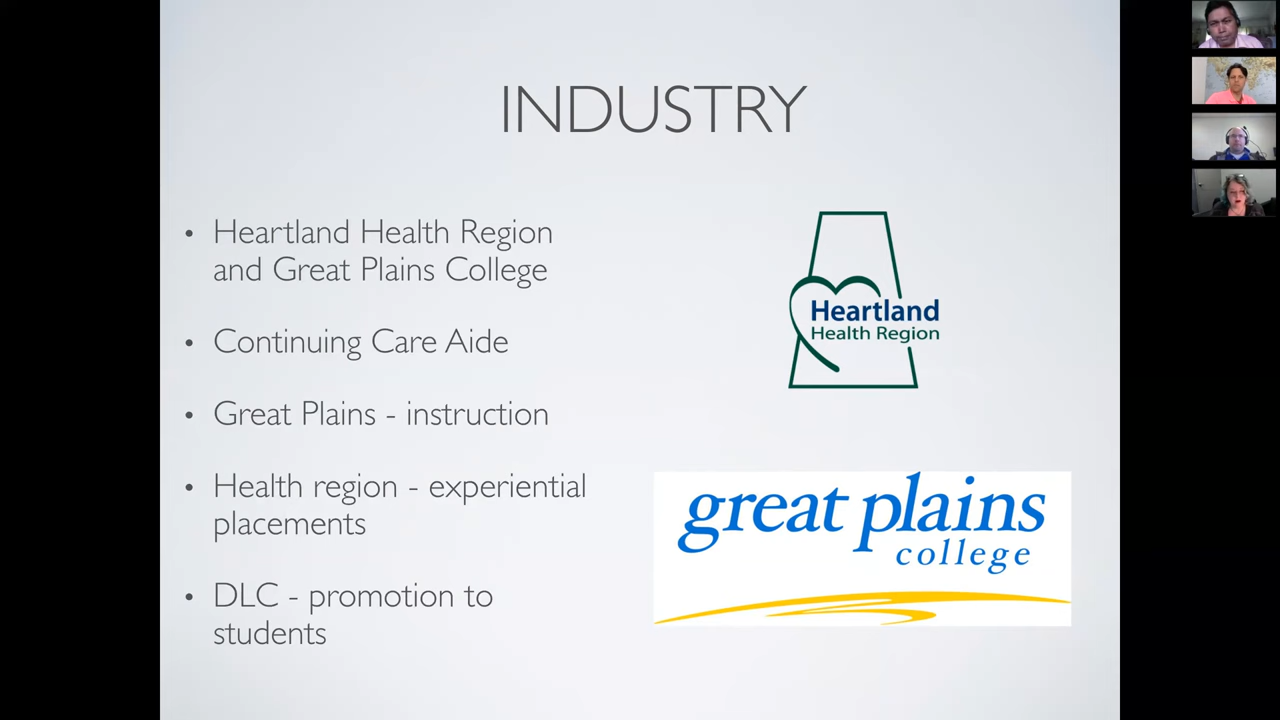 INDUSTRY
• Heartland Health Region
and Great Plains College
• Continuing Care Aide
• Great Plains - instruction
• Health region - experiential
placements
• DLC - promotion to
students
Heartland
Health Region
great plains
college